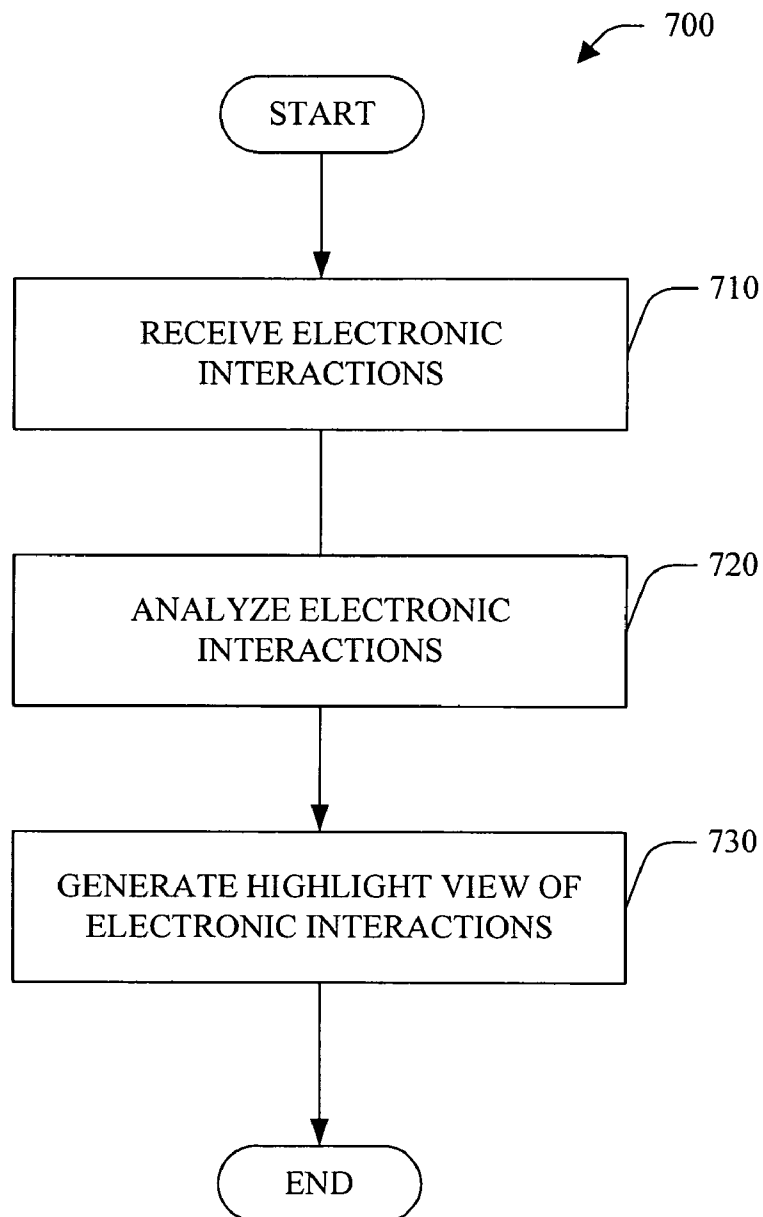 700
START
710
RECEIVE ELECTRONIC
INTERACTIONS
720
ANALYZE ELECTRONIC
INTERACTIONS
730
GENERATE HIGHLIGHT VIEW OF
ELECTRONIC INTERACTIONS
END